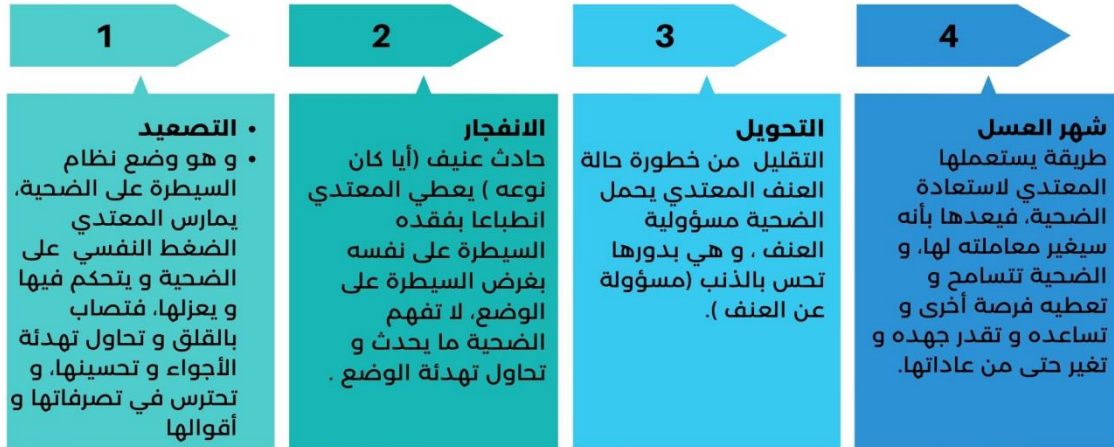 1
التصعيد
و هو وضع نظام
السيطرة على الضحية،
يمارس المعتدي
الضغط النفسي على
الضحية و يتحكم فيها
و يعزلها، فتصاب
بالقلق و تحاول تهدئة
الأجواء و تحسينها، و
تحترس في تصرفاتها و
أقوالها
2
الانفجار
حادث عنيف (أيا كان
نوعه ) يعطي المعتدي
انطباعا بفقده
السيطرة على نفسه
بغرض السيطرة على
الوضع، لا تفهم
الضحية ما يحدث و
تحاول تهدئة الوضع .
3
التحويل
التقليل من خطورة حالة
العنف المعتدي يحمل
الضحية مسؤولية
العنف ، و هي بدورها
تحس بالذنب (مسؤولة
عن العنف ).
4
شهر العسل
طريقة يستعملها
المعتدي لاستعادة
الضحية، فيعدها بأنه
سيغير معاملته لها، و
الضحية تتسامح و
تعطيه فرصة أخرى و
تساعده و تقدر جهده و
تغير حتى من عاداتها.